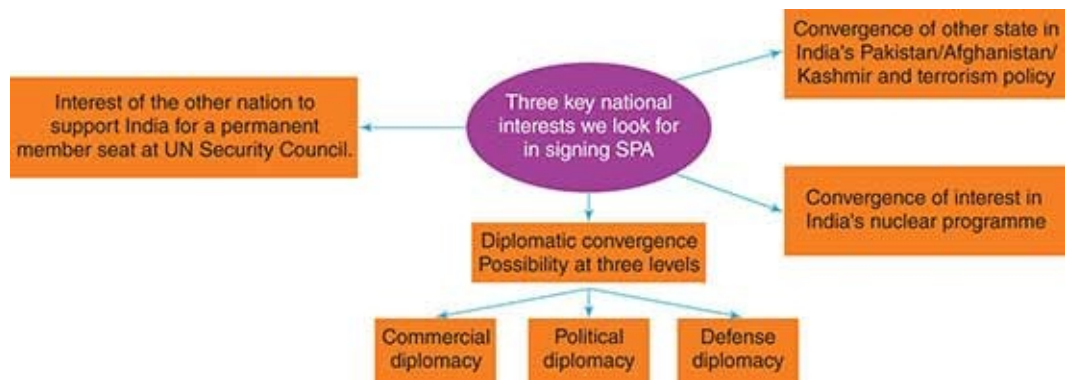 Three key national
interests we look for
in signing SPA
Interest of the other nation to
support India for a permanent
member seat at UN Security Council.
Convergence of other state in
India's Pakistan/Afghanistan/
Kashmir and terrorism policy
Convergence of interest in
India's nuclear programme
Diplomatic convergence
Possibility at three levels
Commercial
diplomacy
Political
diplomacy
Defense
diplomacy